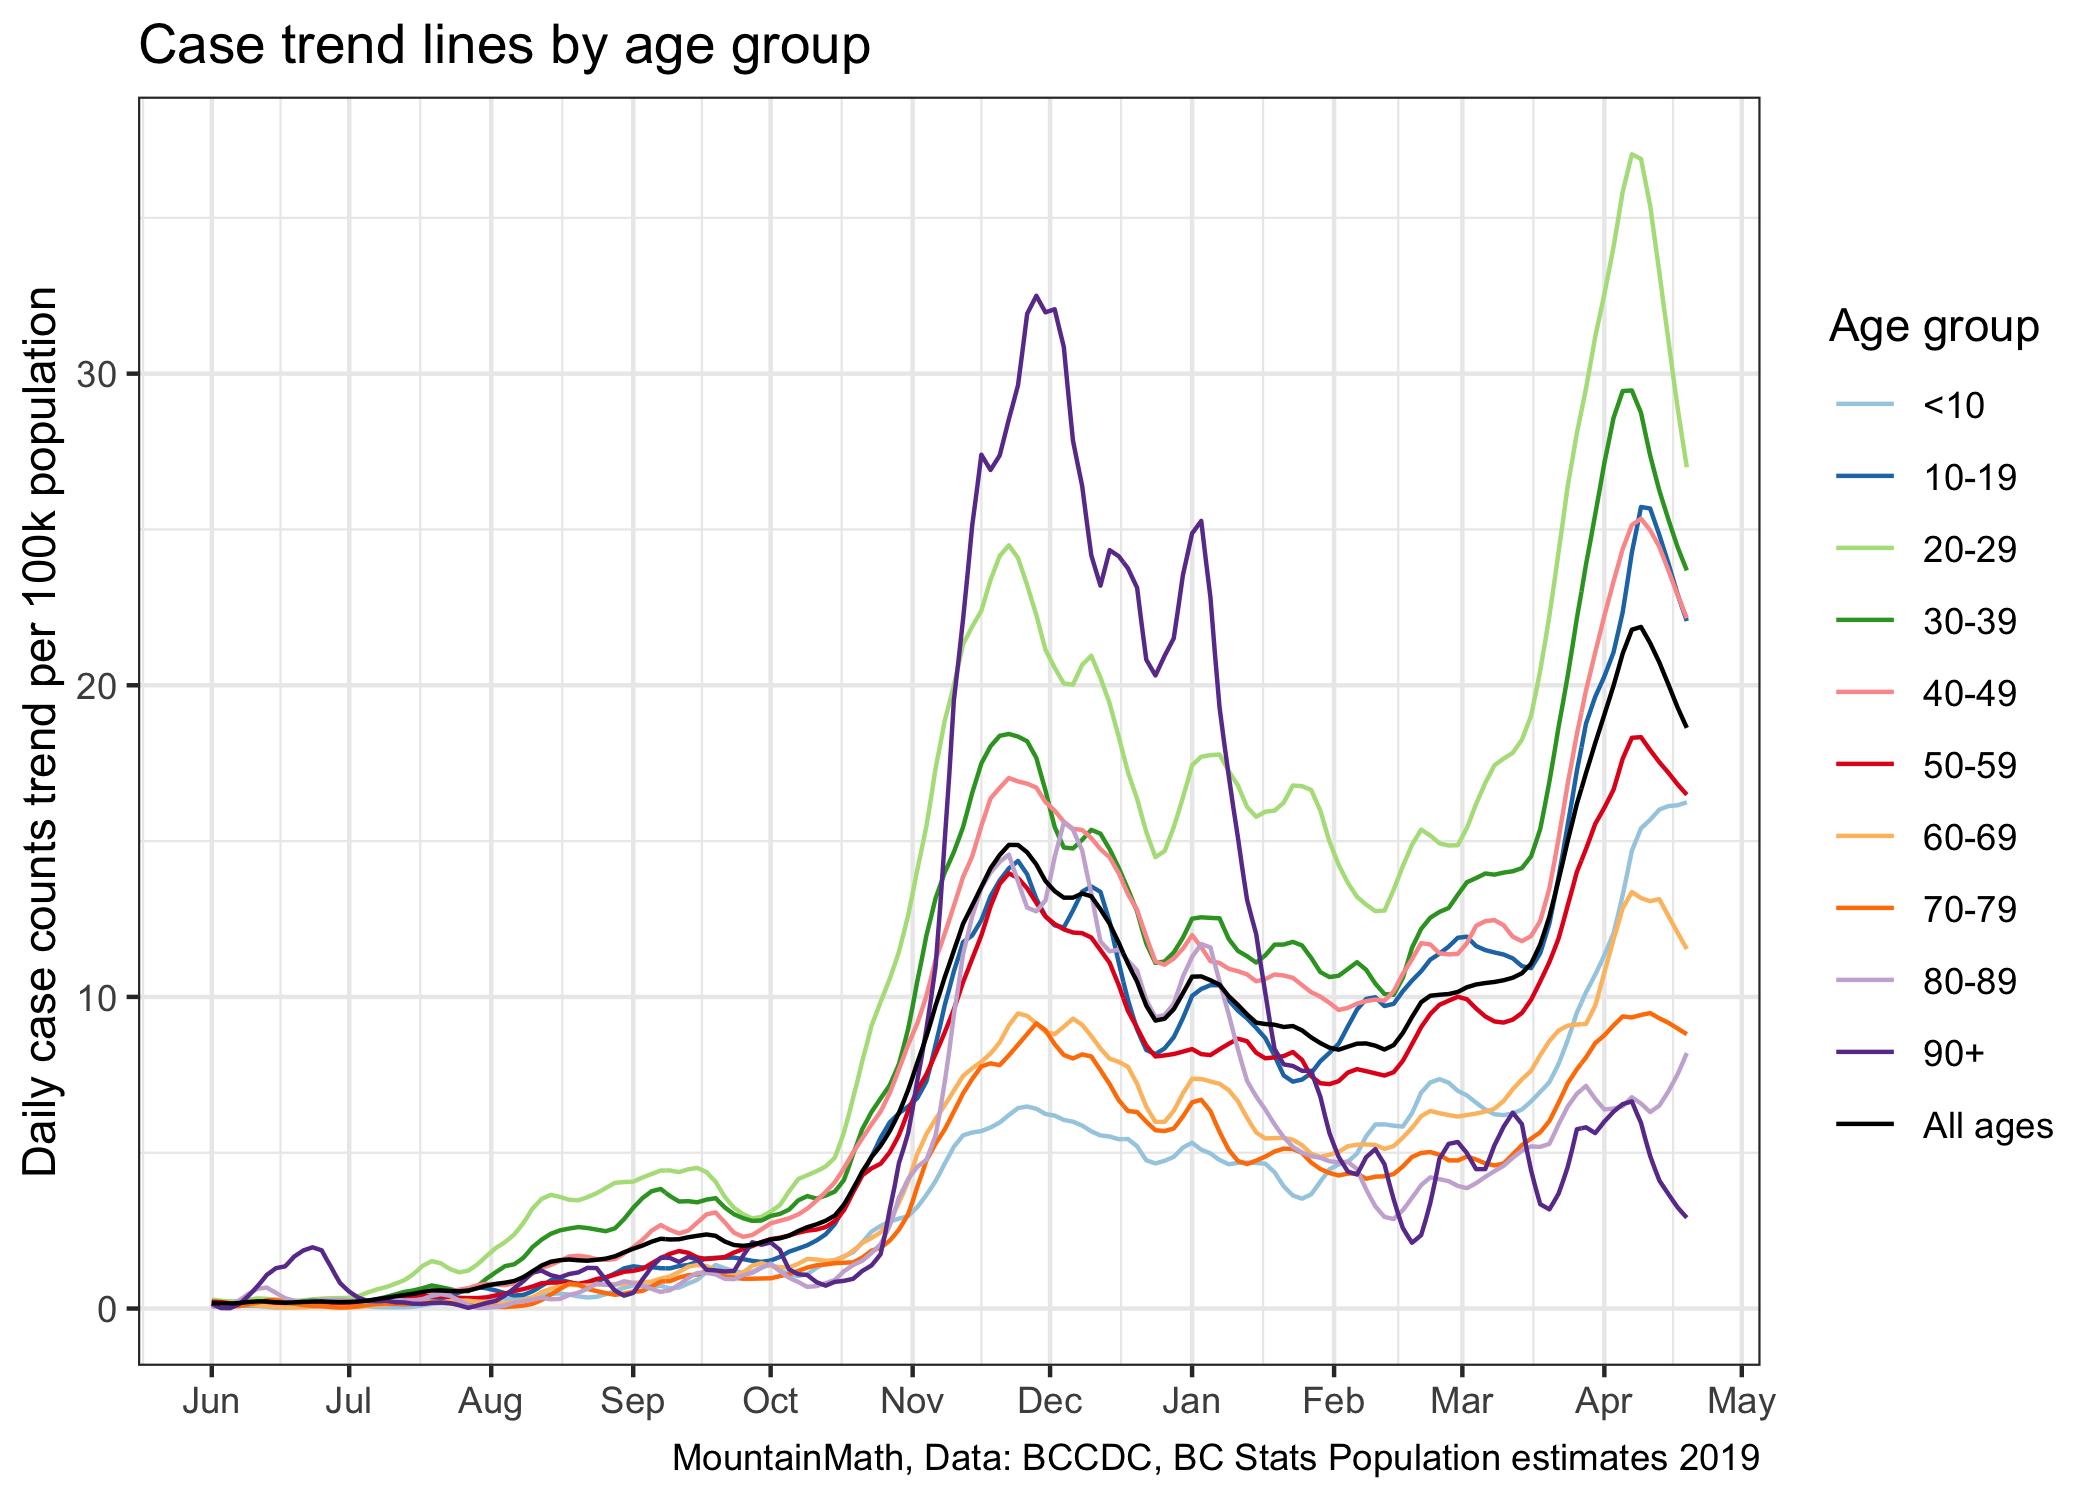 Case trend lines by age group
Daily case counts trend per 100k population
30
20
10
0
Jun Jul Aug Sep Oct Nov Dec Jan Feb Mar Apr May
Age group
<10
10-19
20-29
30-39
40-49
50-59
60-69
70-79
80-89
90+
All ages
MountainMath, Data: BCCDC, BC Stats Population estimates 2019